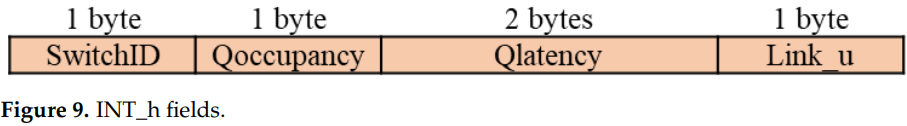 1 byte 1 byte 2 bytes 1 byte
SwitchID Qoccupancy Qlatency Link_u
Figure 9. INT_h fields.